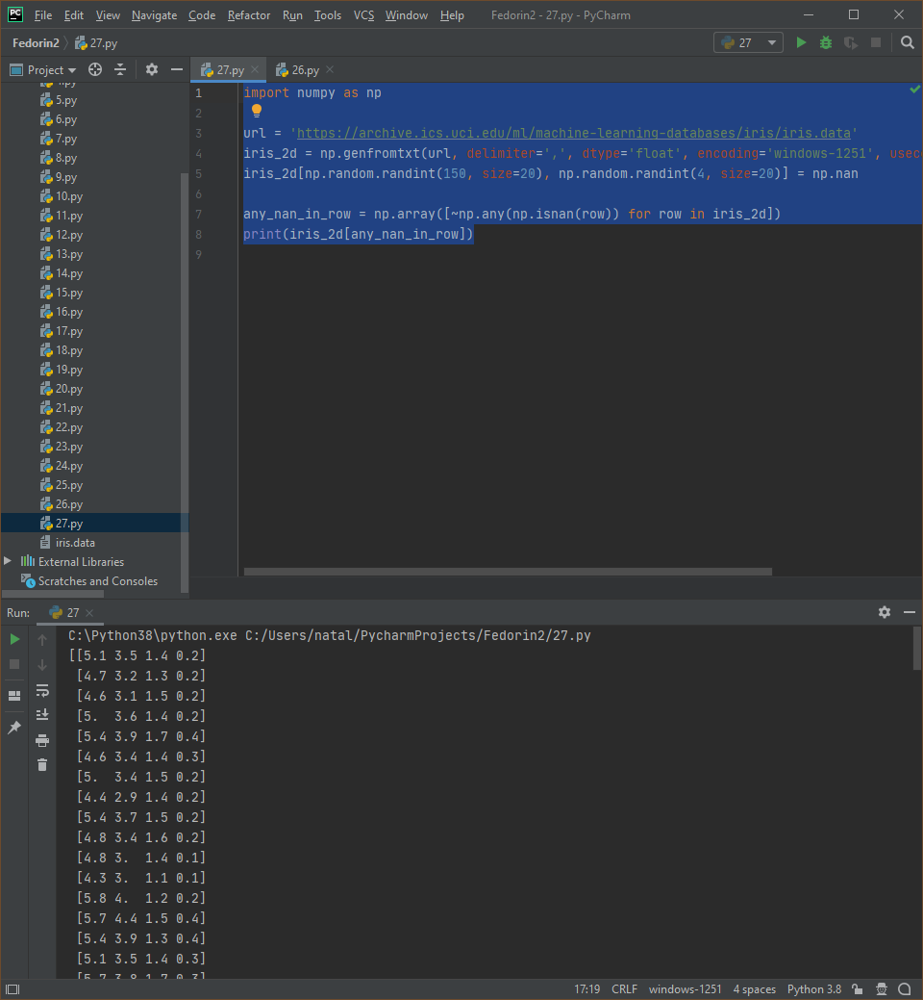 File Edit View Navigate Code Refactor Run Tools VCS Window Help Fedorin2 - 27.py - PyCharm
Fedorin2 27.py 27
Project 27.py 26.py
5.py
6.py
7.py
8.py
9.py
10.py
11.py
12.py
13.py
14.py
15.py
16.py
17.py
18.py
19.py
20.py
21.py
22.py
23.py
24.py
25.py
26.py
27.py
iris.data
External Libraries
Scratches and Consoles
1 import numpy as np
2
3 url = 'https://archive.ics.uci.edu/ml/machine-learning-databases/iris/iris.data'
4 iris_2d = np.genfromtxt(url, delimiter=',', dtype='float', encoding='windows-1251', useco
5 iris_2d[np.random.randint(150, size=20), np.random.randint(4, size=20)] = np.nan
6
7 any_nan_in_row = np.array([~np.any(np.isnan(row)) for row in iris_2d])
8 print(iris_2d[any_nan_in_row])
9
Run: 27
C:\Python38\python.exe C:/Users/natal/PycharmProjects/Fedorin2/27.py
[[5.1 3.5 1.4 0.2]
[4.7 3.2 1.3 0.2]
[4.6 3.1 1.5 0.2]
[5. 3.6 1.4 0.2]
[5.4 3.9 1.7 0.4]
[4.6 3.4 1.4 0.3]
[5. 3.4 1.5 0.2]
[4.4 2.9 1.4 0.2]
[5.4 3.7 1.5 0.2]
[4.8 3.4 1.6 0.2]
[4.8 3. 1.4 0.1]
[4.3 3. 1.1 0.1]
[5.8 4. 1.2 0.2]
[5.7 4.4 1.5 0.4]
[5.4 3.9 1.3 0.4]
[5.1 3.5 1.4 0.3]
[5.7 3.8 1.7 0.3]
17:19 CRLF windows-1251 4 spaces Python 3.8